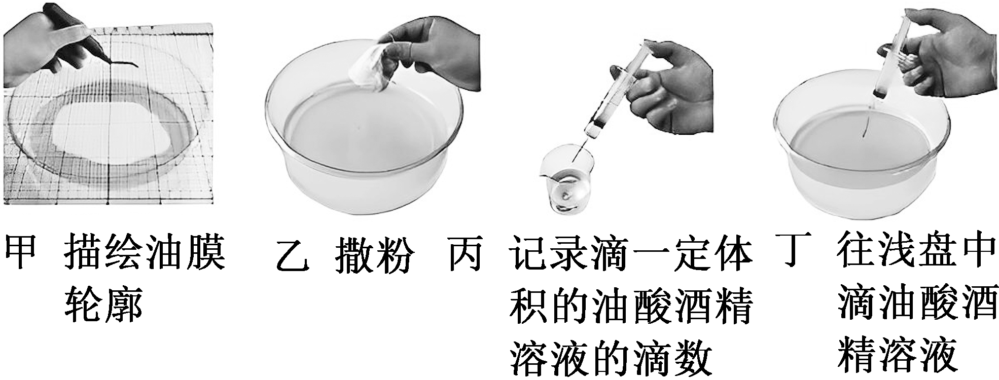 甲 描绘油膜
轮廓
乙 撒粉
丙 记录滴一定体
积的油酸酒精
溶液的滴数
丁 往浅盘中
滴油酸酒
精溶液